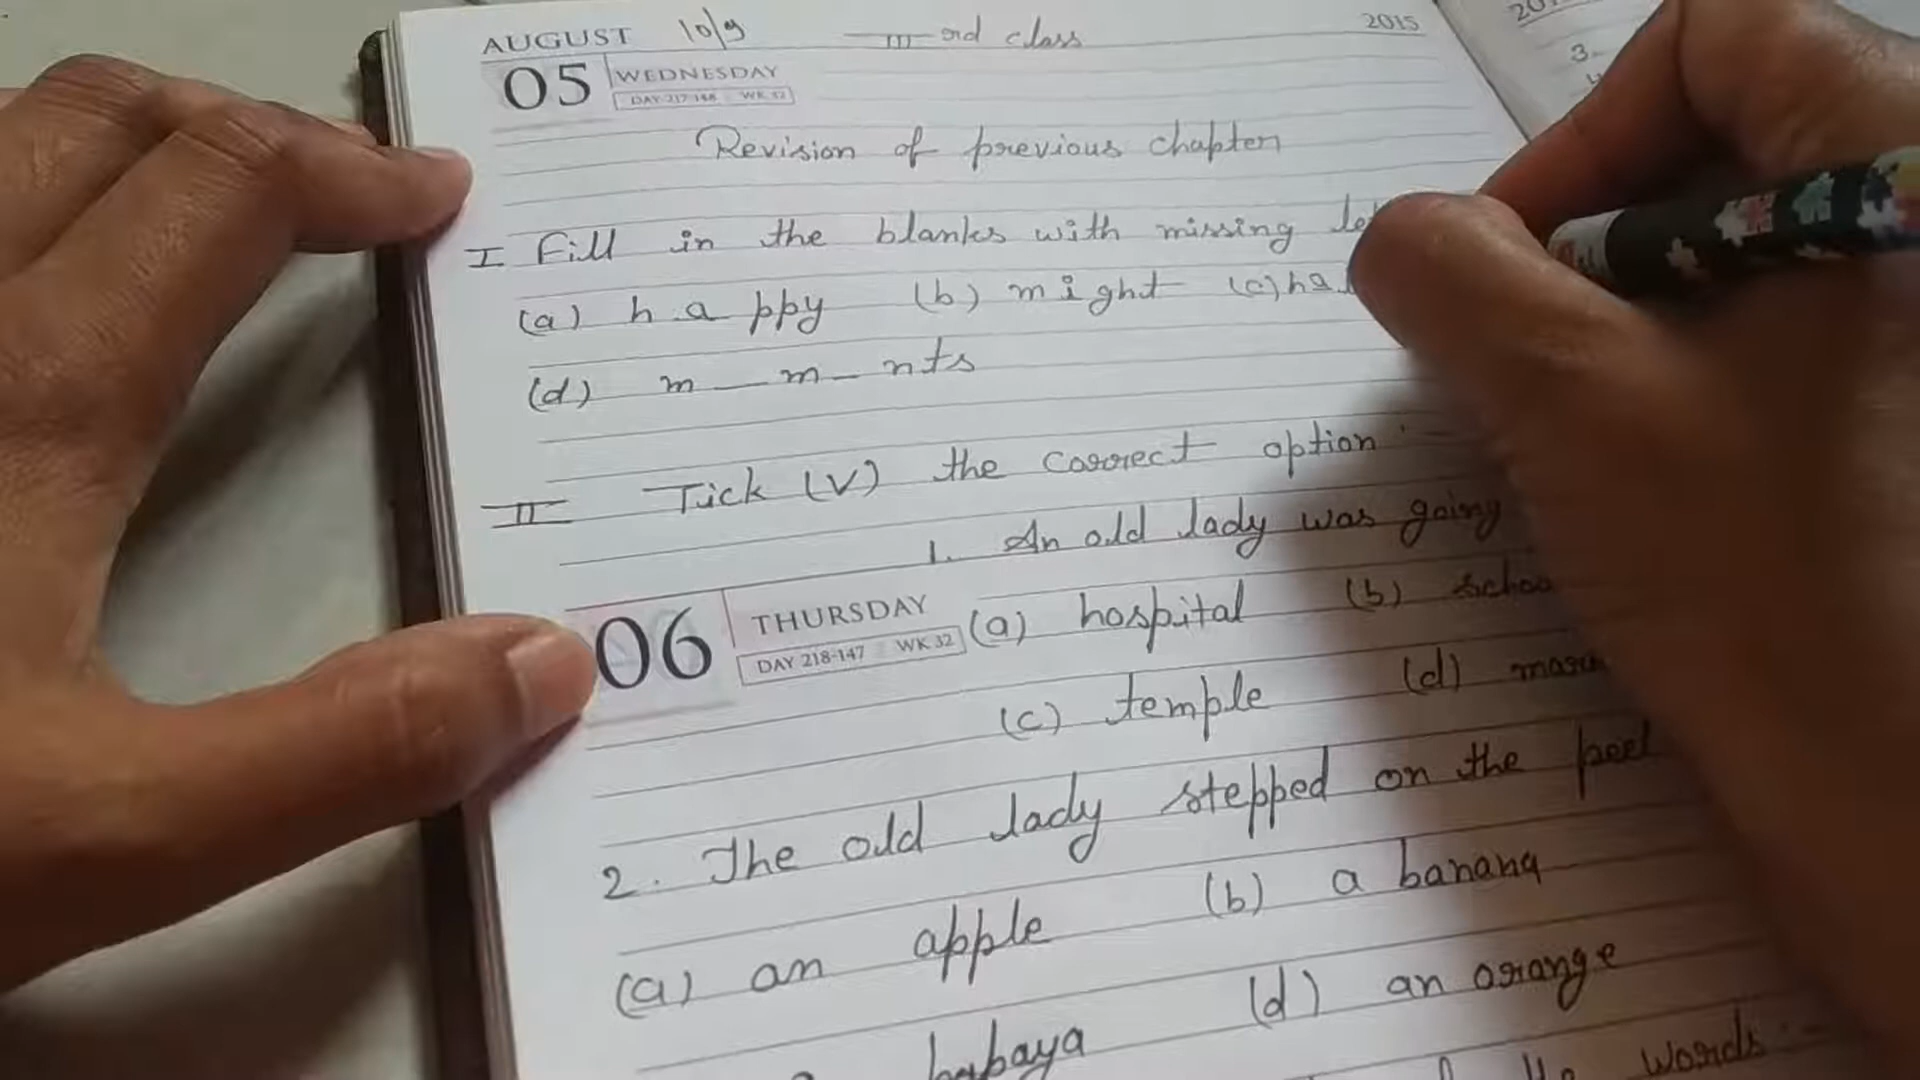 AUGUST 10/9 III rd class 2015
05 WEDNESDAY
DAY 217-148 WK 32
Revision of previous chapter
I Fill in the blanks with missing
(a) h a ppy (b) might (c)
(d) m _ m _ nts
II Tick (V) the correct option
1. An old lady was going
06 THURSDAY (a) hospital (b)
DAY 218-147 WK 32
(c) temple (d)
2. The old lady stepped on the peel
(a) an apple (b) a banana
(d) an orange
words
3.